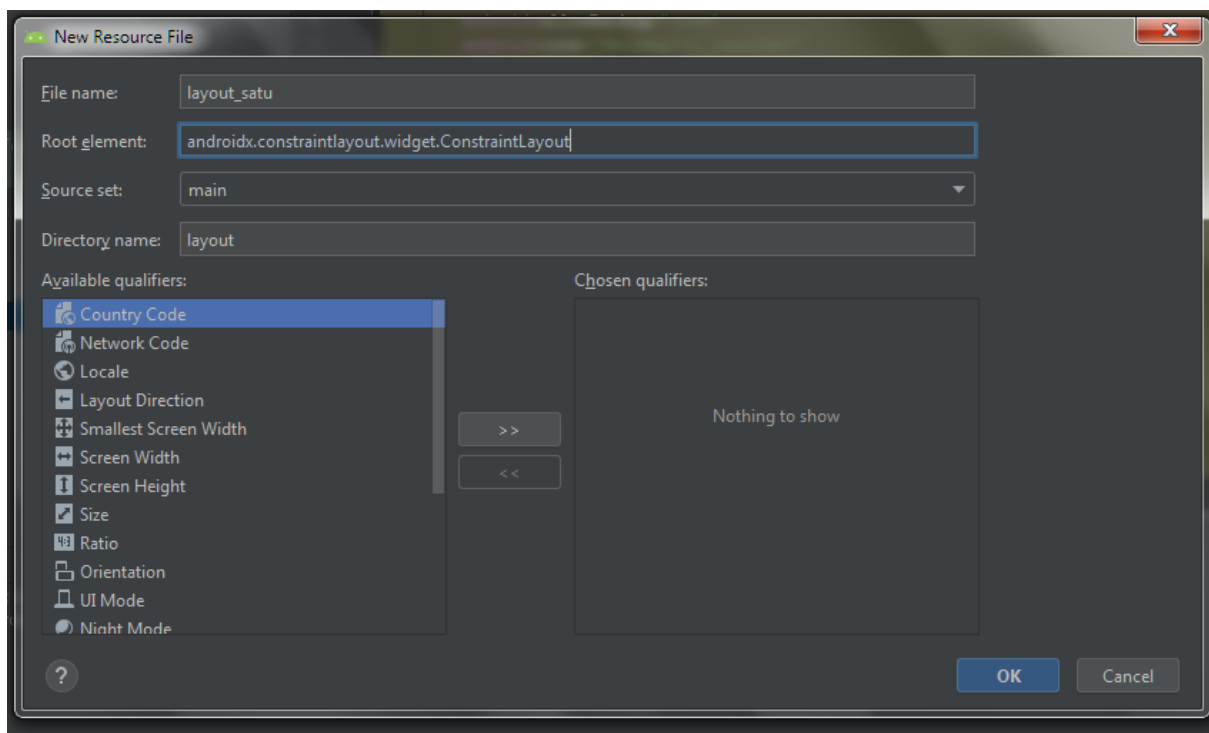 New Resource File
x
File name:
layout_satu
Root element:
androidx.constraintlayout.widget.ConstraintLayout
Source set:
main
Directory name:
layout
Available qualifiers:
Chosen qualifiers:
Country Code
Network Code
Locale
Layout Direction
Smallest Screen Width
Screen Width
Screen Height
Size
Ratio
Orientation
UI Mode
Night Mode
>>
<<
Nothing to show
?
OK
Cancel